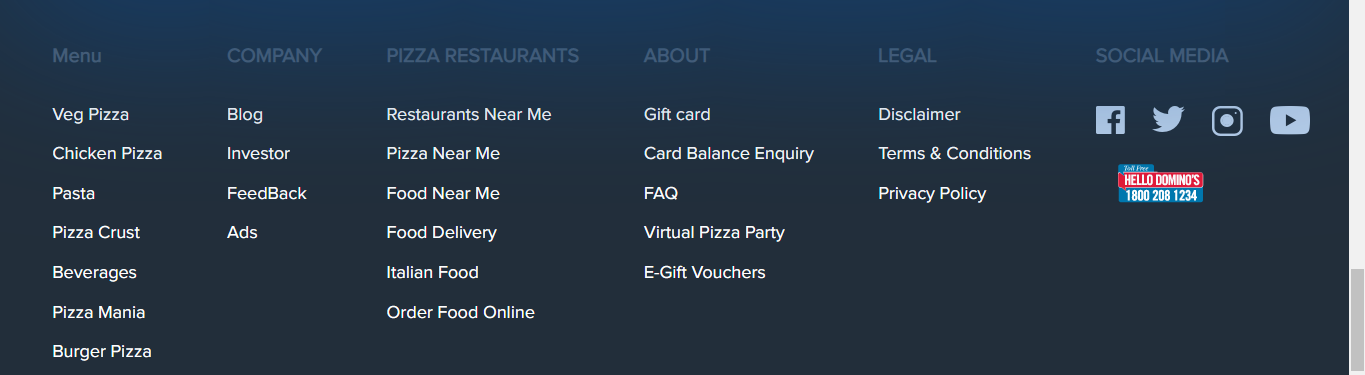 Menu
Veg Pizza
Chicken Pizza
Pasta
Pizza Crust
Beverages
Pizza Mania
Burger Pizza
COMPANY
Blog
Investor
FeedBack
Ads
PIZZA RESTAURANTS
Restaurants Near Me
Pizza Near Me
Food Near Me
Food Delivery
Italian Food
Order Food Online
ABOUT
Gift card
Card Balance Enquiry
FAQ
Virtual Pizza Party
E-Gift Vouchers
LEGAL
Disclaimer
Terms & Conditions
Privacy Policy
SOCIAL MEDIA
Toll Free
HELLO DOMINO'S
1800 208 1234